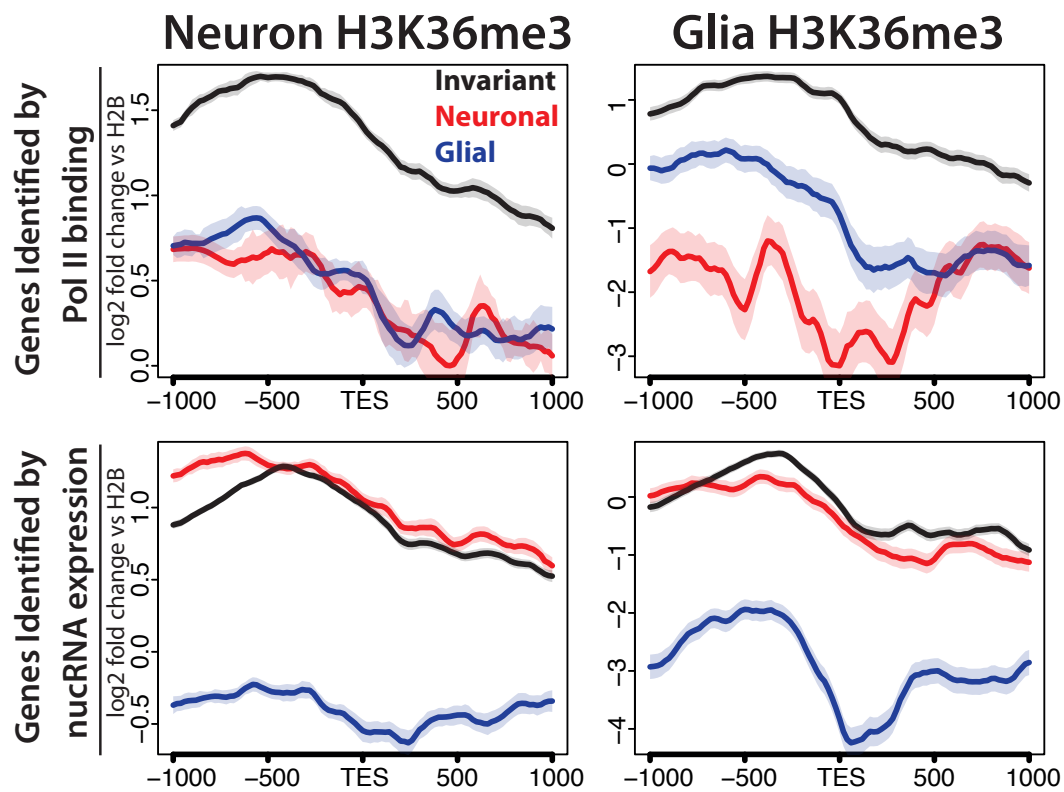 Neuron H3K36me3
Glia H3K36me3
Genes Identified by
Pol II binding
log2 fold change vs H2B
0.0 0.5 1.0 1.5
Invariant
Neuronal
Glial
−1000 −500 TES 500 1000
−3 −2 −1 0 1
−1000 −500 TES 500 1000
Genes Identified by
nucRNA expression
log2 fold change vs H2B
−0.5 0.0 0.5 1.0
−1000 −500 TES 500 1000
−4 −3 −2 −1 0
−1000 −500 TES 500 1000